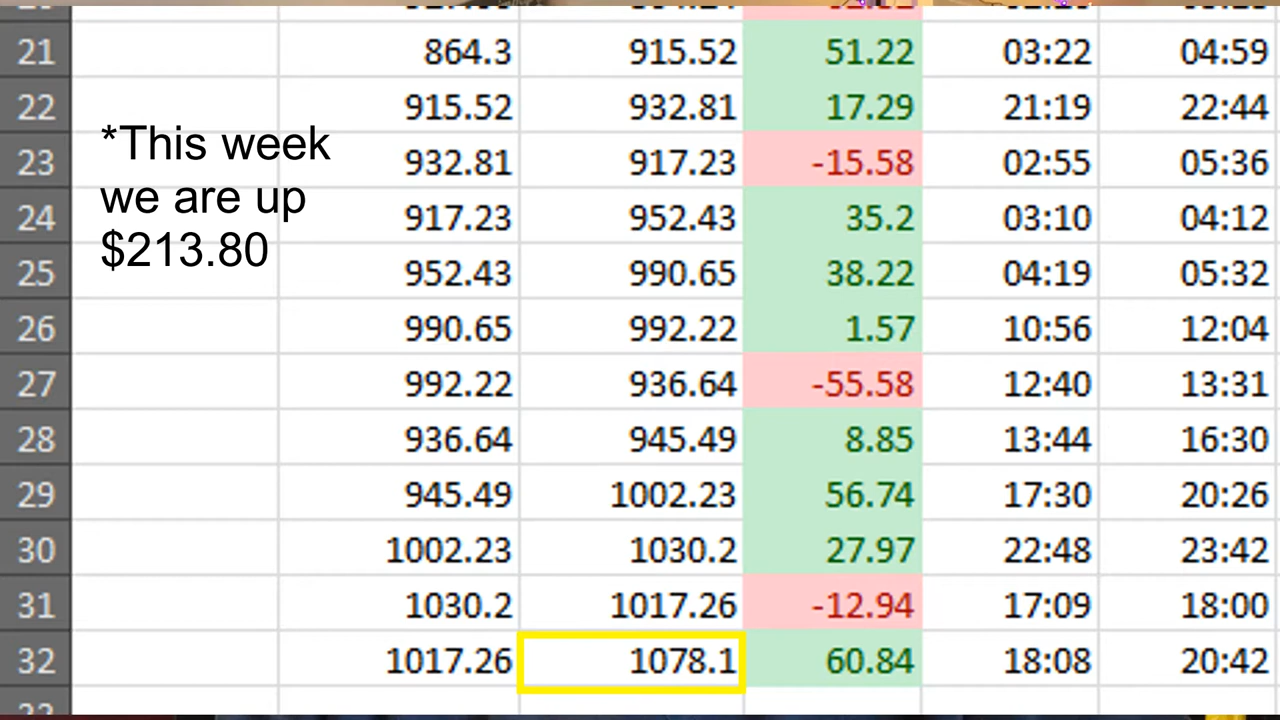 21 864.3 915.52 51.22 03:22 04:59
22 915.52 932.81 17.29 21:19 22:44
*This week
we are up
$213.80
23 932.81 917.23 -15.58 02:55 05:36
24 917.23 952.43 35.2 03:10 04:12
25 952.43 990.65 38.22 04:19 05:32
26 990.65 992.22 1.57 10:56 12:04
27 992.22 936.64 -55.58 12:40 13:31
28 936.64 945.49 8.85 13:44 16:30
29 945.49 1002.23 56.74 17:30 20:26
30 1002.23 1030.2 27.97 22:48 23:42
31 1030.2 1017.26 -12.94 17:09 18:00
32 1017.26 1078.1 60.84 18:08 20:42